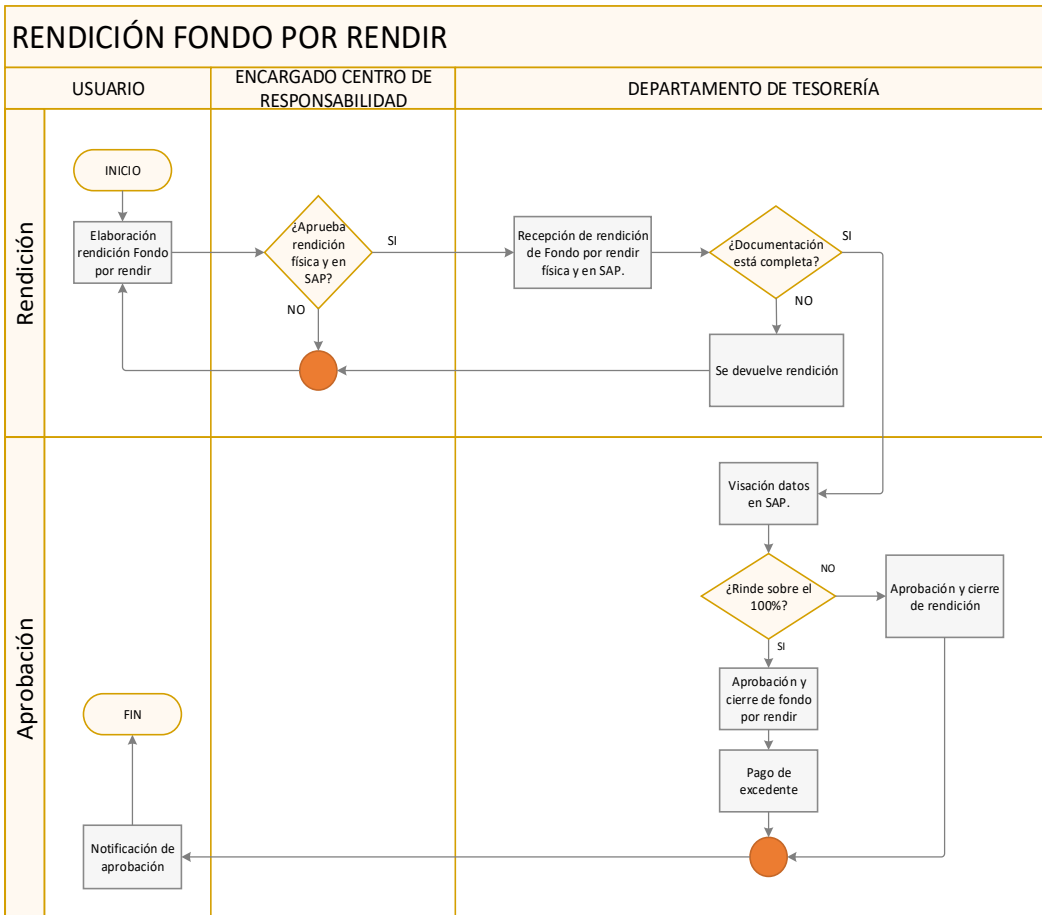 RENDICIÓN FONDO POR RENDIR
USUARIO
ENCARGADO CENTRO DE
RESPONSABILIDAD
DEPARTAMENTO DE TESORERÍA
Rendición
INICIO
Elaboración
rendición Fondo
por rendir
¿Aprueba
rendición
física y en
SAP?
SI
NO
Recepción de rendición
de Fondo por rendir
física y en SAP.
¿Documentación
está completa?
SI
NO
Se devuelve rendición
Aprobación
Visación datos
en SAP.
¿Rinde sobre el
100%?
NO
Aprobación y cierre
de rendición
SI
Aprobación y
cierre de fondo
por rendir
Pago de
excedente
FIN
Notificación de
aprobación